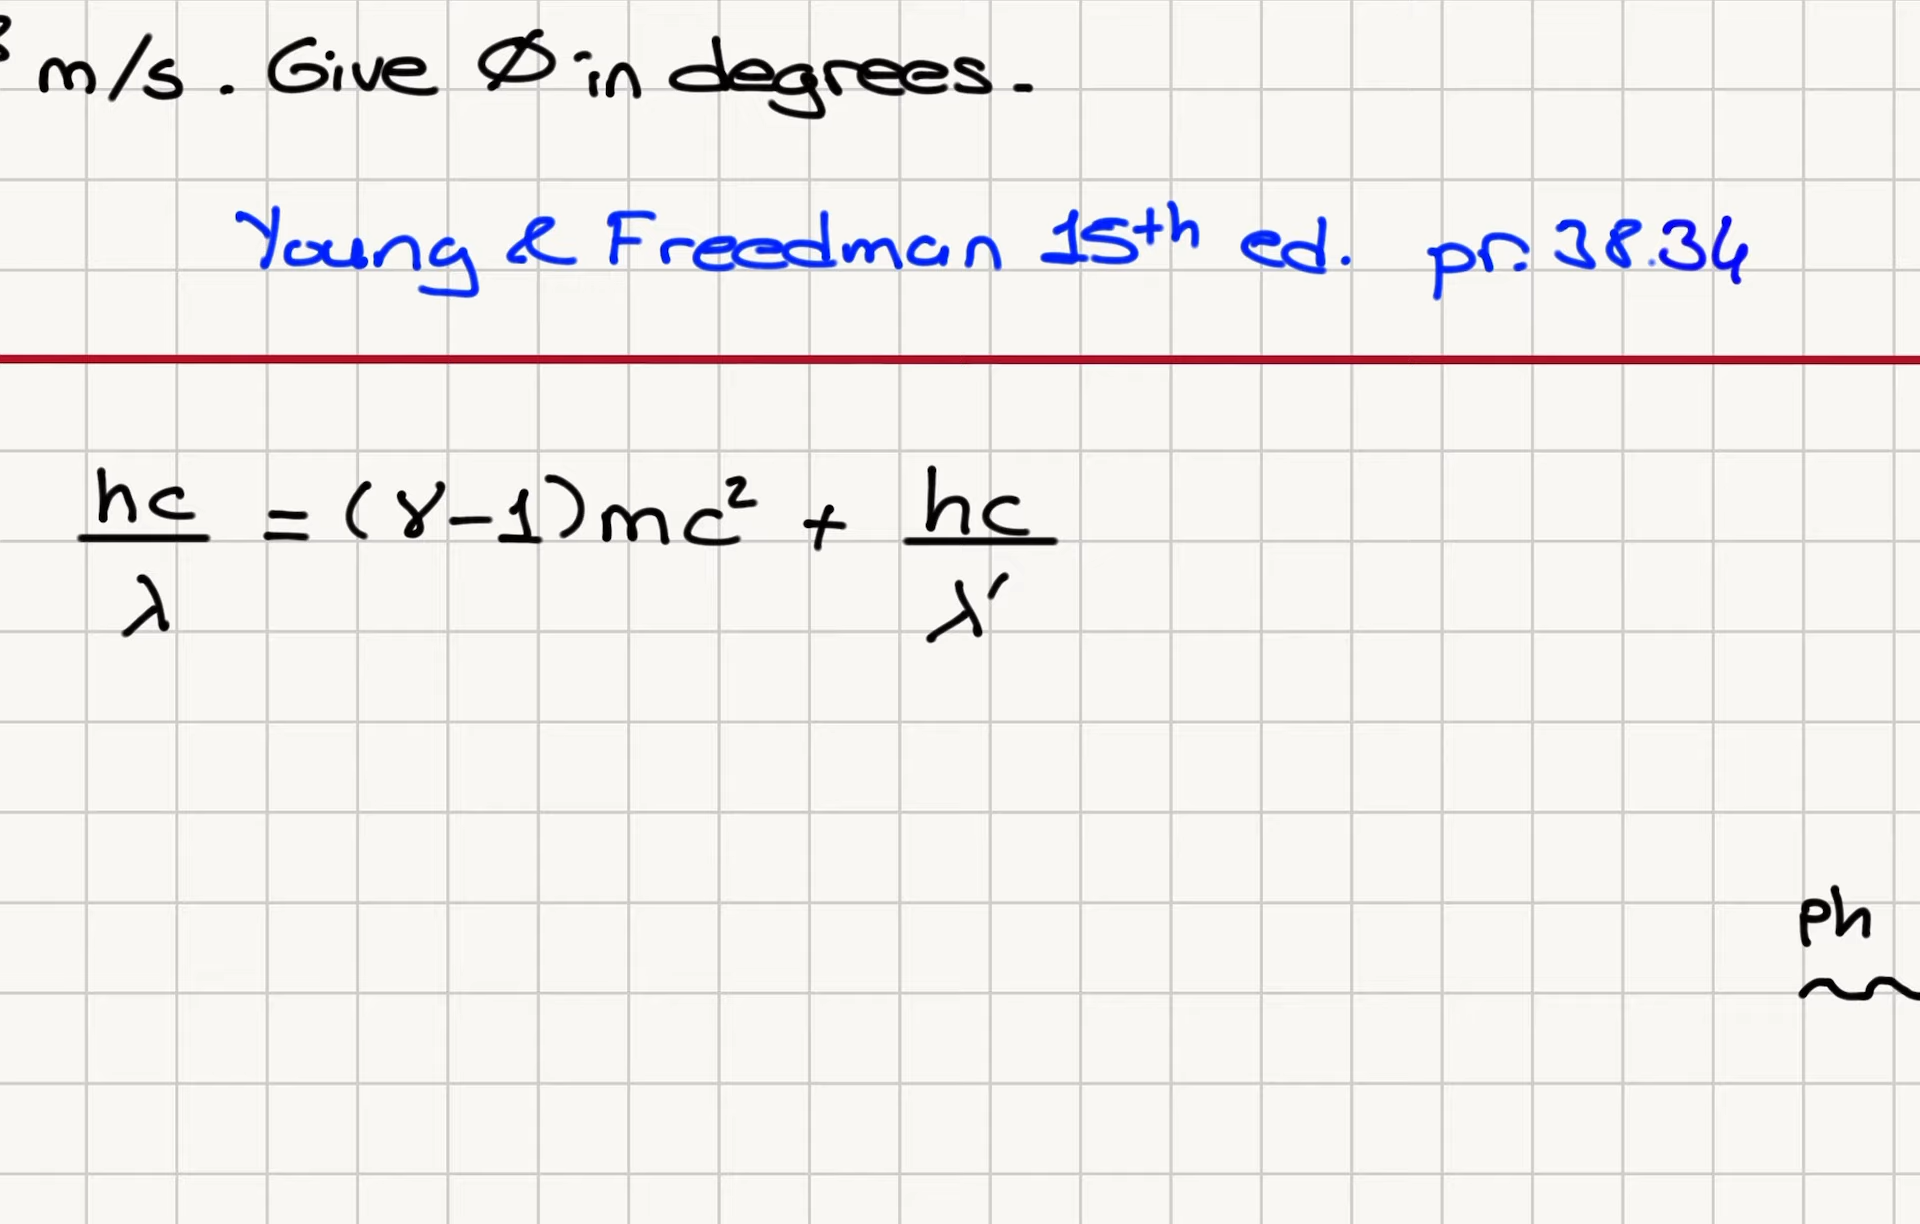 m/s. Give Ø in degrees.
Young & Freedman 15th ed. pr. 38.34
hc/λ = (γ-1)mc² + hc/λ′
ph